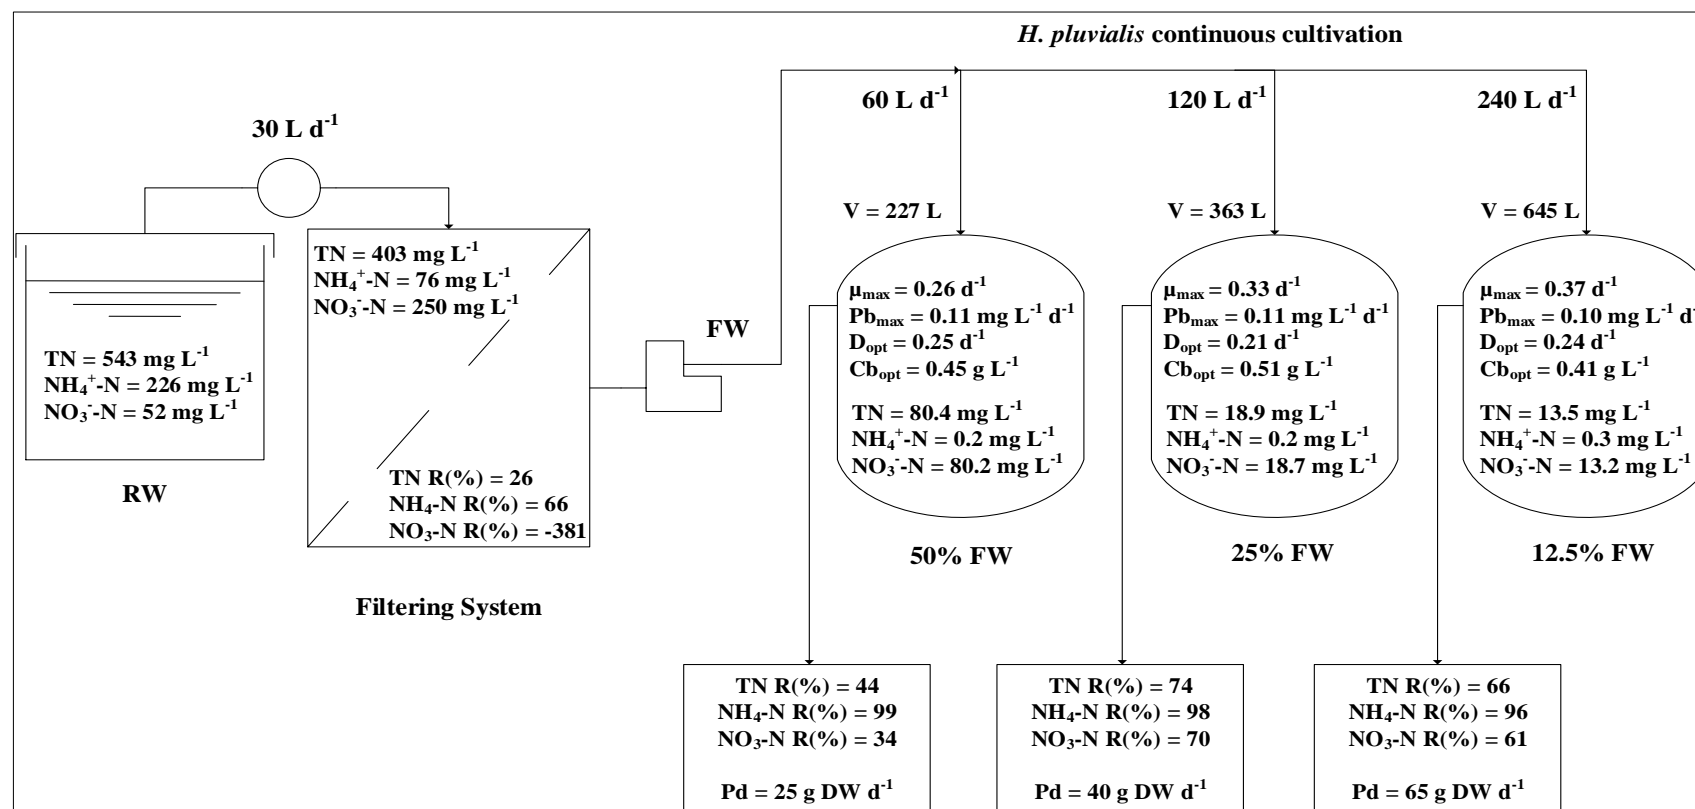 H. pluvialis continuous cultivation
30 L d⁻¹
60 L d⁻¹
120 L d⁻¹
240 L d⁻¹
TN = 543 mg L⁻¹
NH₄⁺-N = 226 mg L⁻¹
NO₃⁻-N = 52 mg L⁻¹
RW
TN = 403 mg L⁻¹
NH₄⁺-N = 76 mg L⁻¹
NO₃⁻-N = 250 mg L⁻¹
TN R(%) = 26
NH₄-N R(%) = 66
NO₃-N R(%) = -381
Filtering System
FW
V = 227 L
µmax = 0.26 d⁻¹
Pbmax = 0.11 mg L⁻¹ d⁻¹
Dopt = 0.25 d⁻¹
Cbopt = 0.45 g L⁻¹
TN = 80.4 mg L⁻¹
NH₄⁺-N = 0.2 mg L⁻¹
NO₃⁻-N = 80.2 mg L⁻¹
50% FW
TN R(%) = 44
NH₄-N R(%) = 99
NO₃-N R(%) = 34
Pd = 25 g DW d⁻¹
V = 363 L
µmax = 0.33 d⁻¹
Pbmax = 0.11 mg L⁻¹ d⁻¹
Dopt = 0.21 d⁻¹
Cbopt = 0.51 g L⁻¹
TN = 18.9 mg L⁻¹
NH₄⁺-N = 0.2 mg L⁻¹
NO₃⁻-N = 18.7 mg L⁻¹
25% FW
TN R(%) = 74
NH₄-N R(%) = 98
NO₃-N R(%) = 70
Pd = 40 g DW d⁻¹
V = 645 L
µmax = 0.37 d⁻¹
Pbmax = 0.10 mg L⁻¹ d⁻
Dopt = 0.24 d⁻¹
Cbopt = 0.41 g L⁻¹
TN = 13.5 mg L⁻¹
NH₄⁺-N = 0.3 mg L⁻¹
NO₃⁻-N = 13.2 mg L⁻¹
12.5% FW
TN R(%) = 66
NH₄-N R(%) = 96
NO₃-N R(%) = 61
Pd = 65 g DW d⁻¹